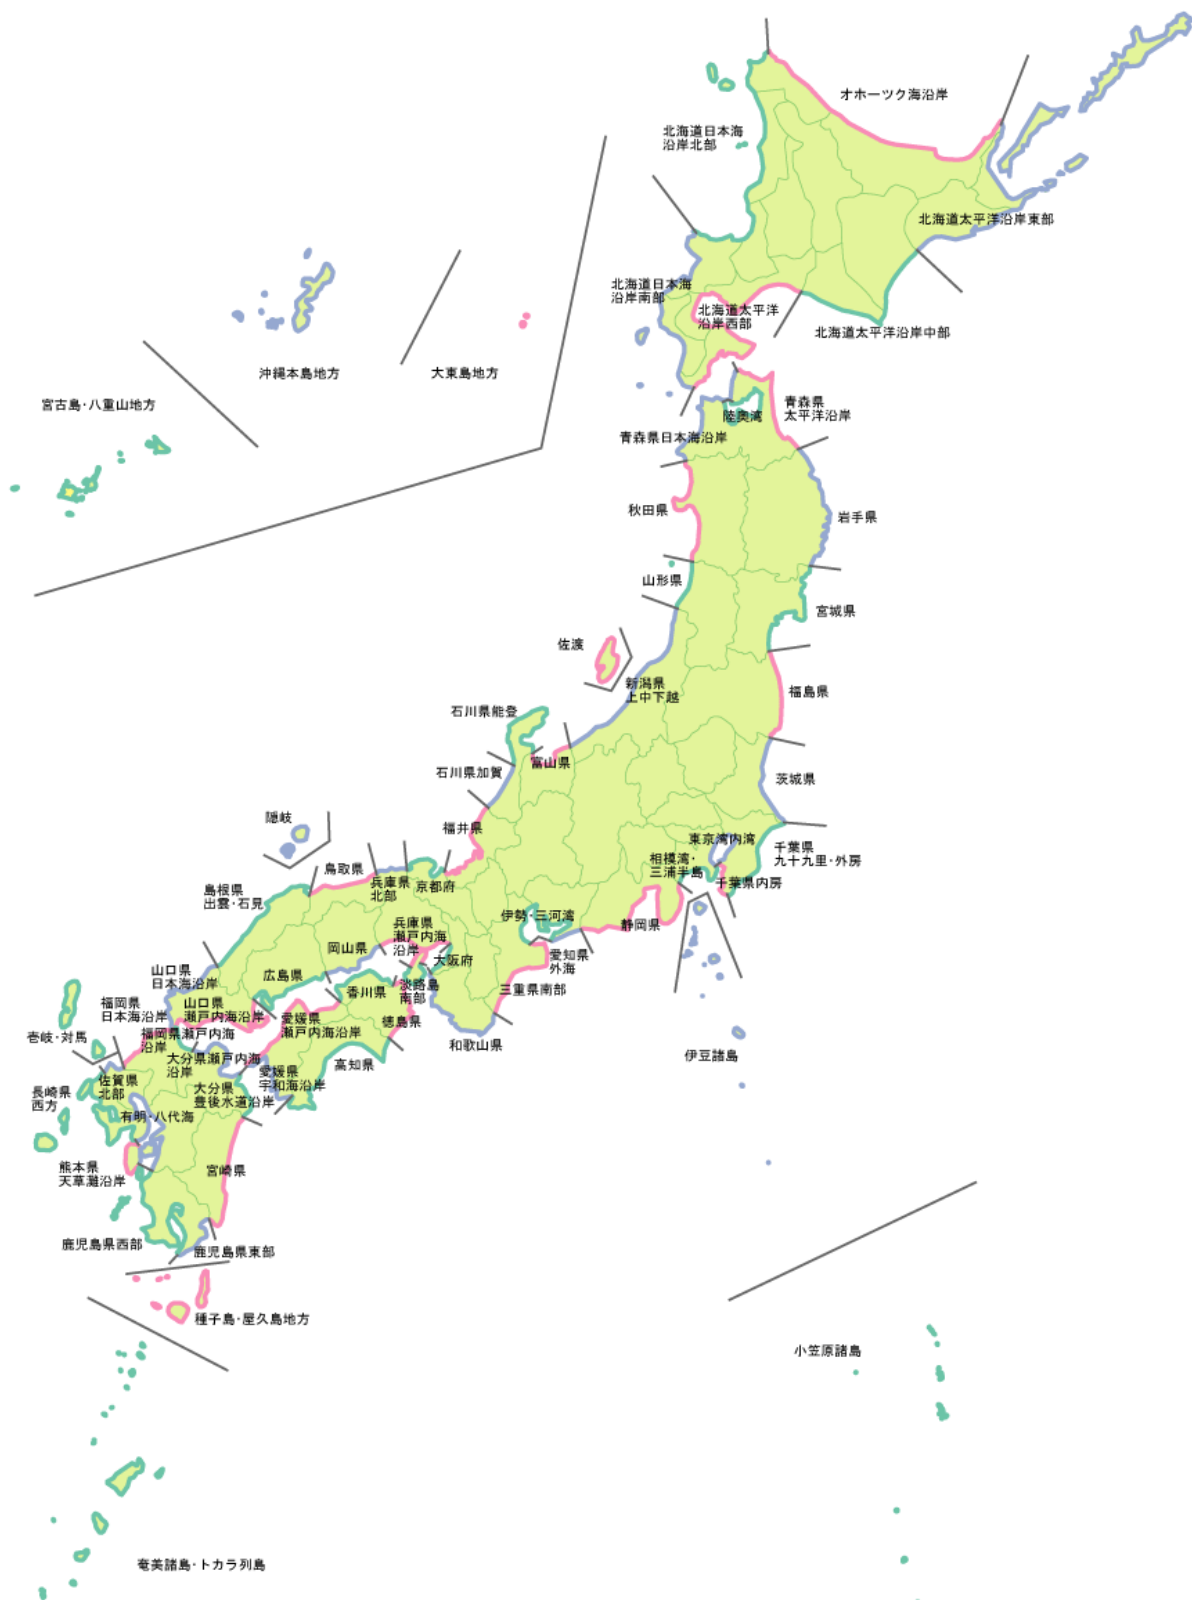 オホーツク海沿岸
北海道日本海
沿岸北部
北海道太平洋沿岸東部
北海道日本海
沿岸南部
北海道太平洋
沿岸西部
北海道太平洋沿岸中部
沖縄本島地方
大東島地方
宮古島・八重山地方
青森県
太平洋沿岸
陸奥湾
青森県日本海沿岸
秋田県
岩手県
山形県
宮城県
佐渡
新潟県
上中下越
福島県
石川県能登
富山県
石川県加賀
茨城県
隠岐
福井県
東京湾内湾
千葉県
九十九里・外房
相模湾・
三浦半島
千葉県内房
鳥取県
兵庫県
北部
京都府
島根県
出雲・石見
伊勢・三河湾
静岡県
兵庫県
瀬戸内海
沿岸
岡山県
大阪府
愛知県
外海
山口県
日本海沿岸
広島県
香川県
淡路島
南部
三重県南部
福岡県
日本海沿岸
山口県
瀬戸内海沿岸
愛媛県
瀬戸内海沿岸
徳島県
壱岐・対馬
福岡県瀬戸内海
沿岸
和歌山県
大分県瀬戸内海
沿岸
高知県
伊豆諸島
佐賀県
北部
愛媛県
宇和海沿岸
長崎県
西方
大分県
豊後水道沿岸
有明・八代海
熊本県
天草灘沿岸
宮崎県
鹿児島県西部
鹿児島県東部
種子島・屋久島地方
小笠原諸島
奄美諸島・トカラ列島